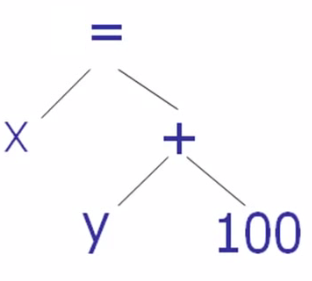 =
X +
y 100